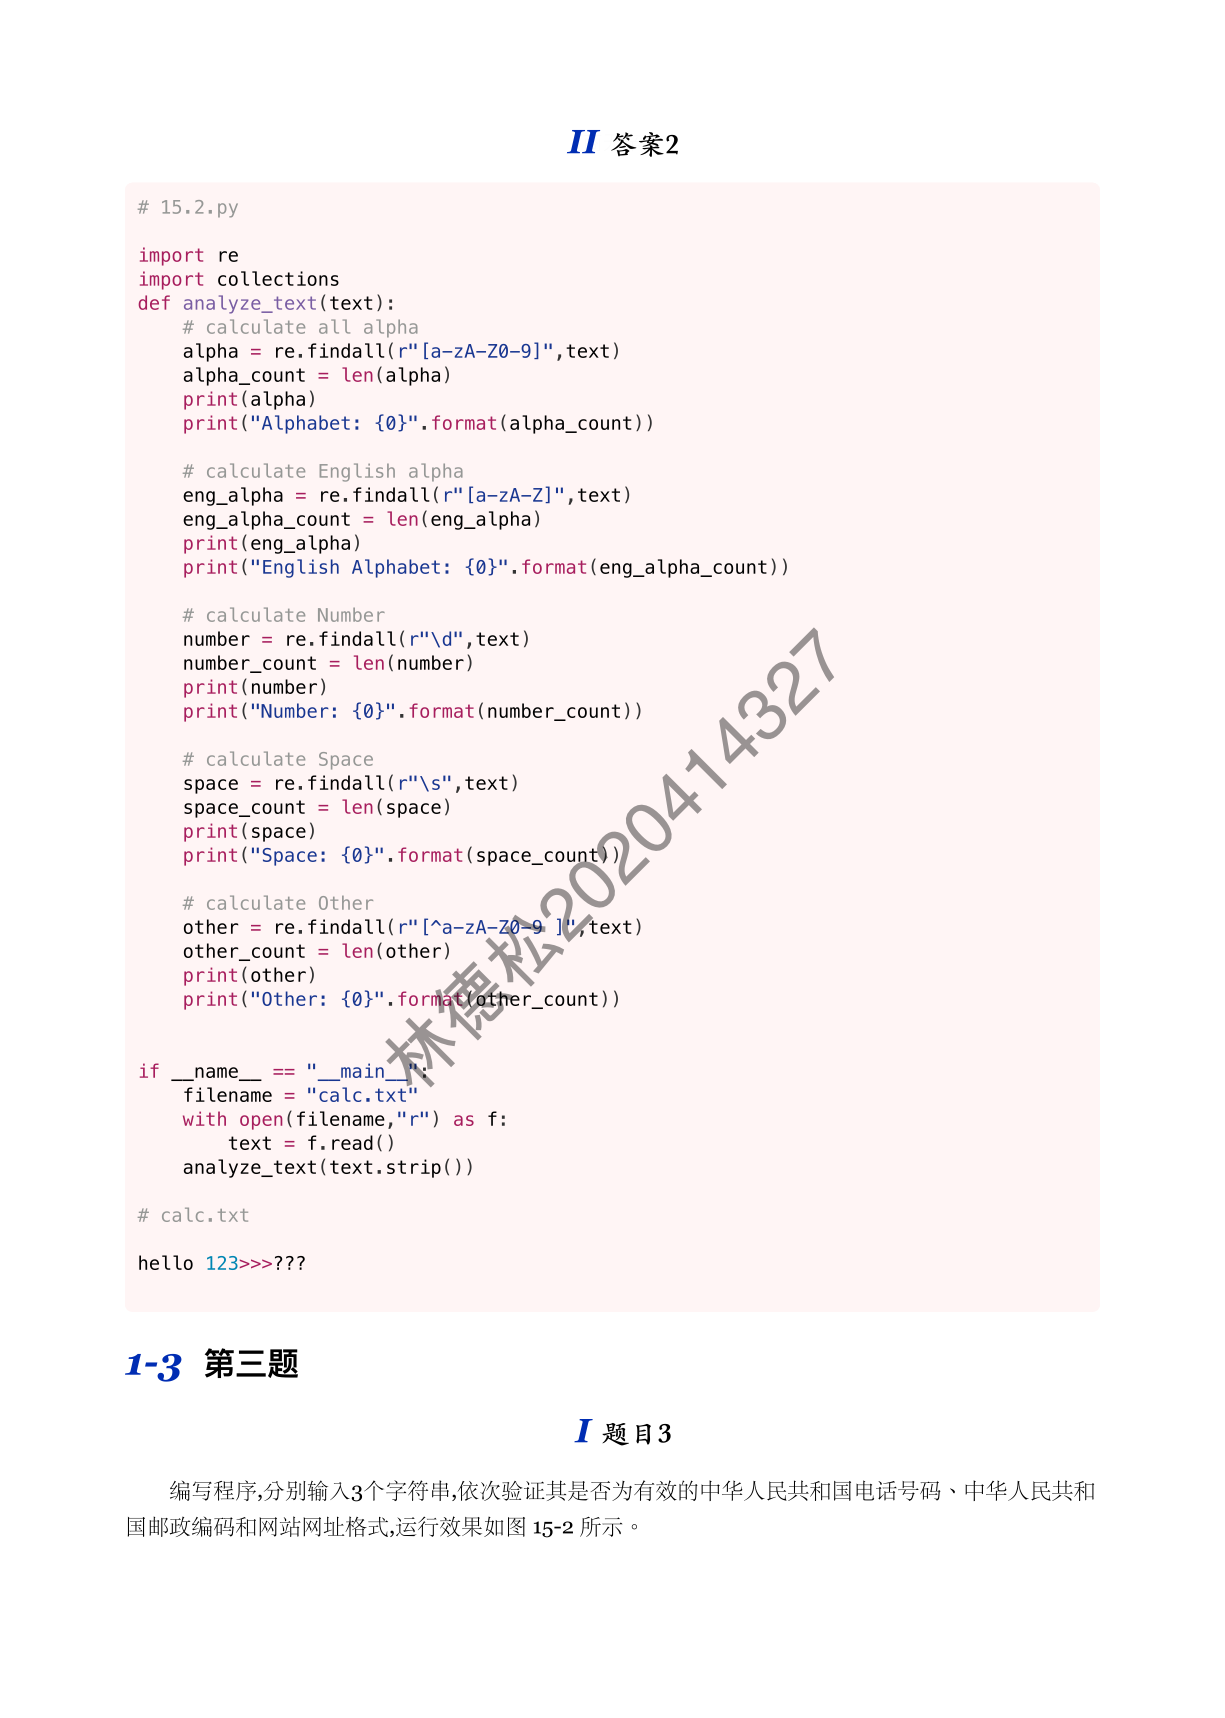 II 答案2
# 15.2.py
import re
import collections
def analyze_text(text):
    # calculate all alpha
    alpha = re.findall(r"[a-zA-Z0-9]",text)
    alpha_count = len(alpha)
    print(alpha)
    print("Alphabet: {0}".format(alpha_count))
    # calculate English alpha
    eng_alpha = re.findall(r"[a-zA-Z]",text)
    eng_alpha_count = len(eng_alpha)
    print(eng_alpha)
    print("English Alphabet: {0}".format(eng_alpha_count))
    # calculate Number
    number = re.findall(r"\d",text)
    number_count = len(number)
    print(number)
    print("Number: {0}".format(number_count))
    # calculate Space
    space = re.findall(r"\s",text)
    space_count = len(space)
    print(space)
    print("Space: {0}".format(space_count))
    # calculate Other
    other = re.findall(r"[^a-zA-Z0-9 ]",text)
    other_count = len(other)
    print(other)
    print("Other: {0}".format(other_count))
if __name__ == "__main__":
    filename = "calc.txt"
    with open(filename,"r") as f:
        text = f.read()
    analyze_text(text.strip())
# calc.txt
hello 123>>>???
林德松20204143​27
1-3 第三题
I 题目3
编写程序,分别输入3个字符串,依次验证其是否为有效的中华人民共和国电话号码、中华人民共和
国邮政编码和网站网址格式,运行效果如图 15-2 所示。